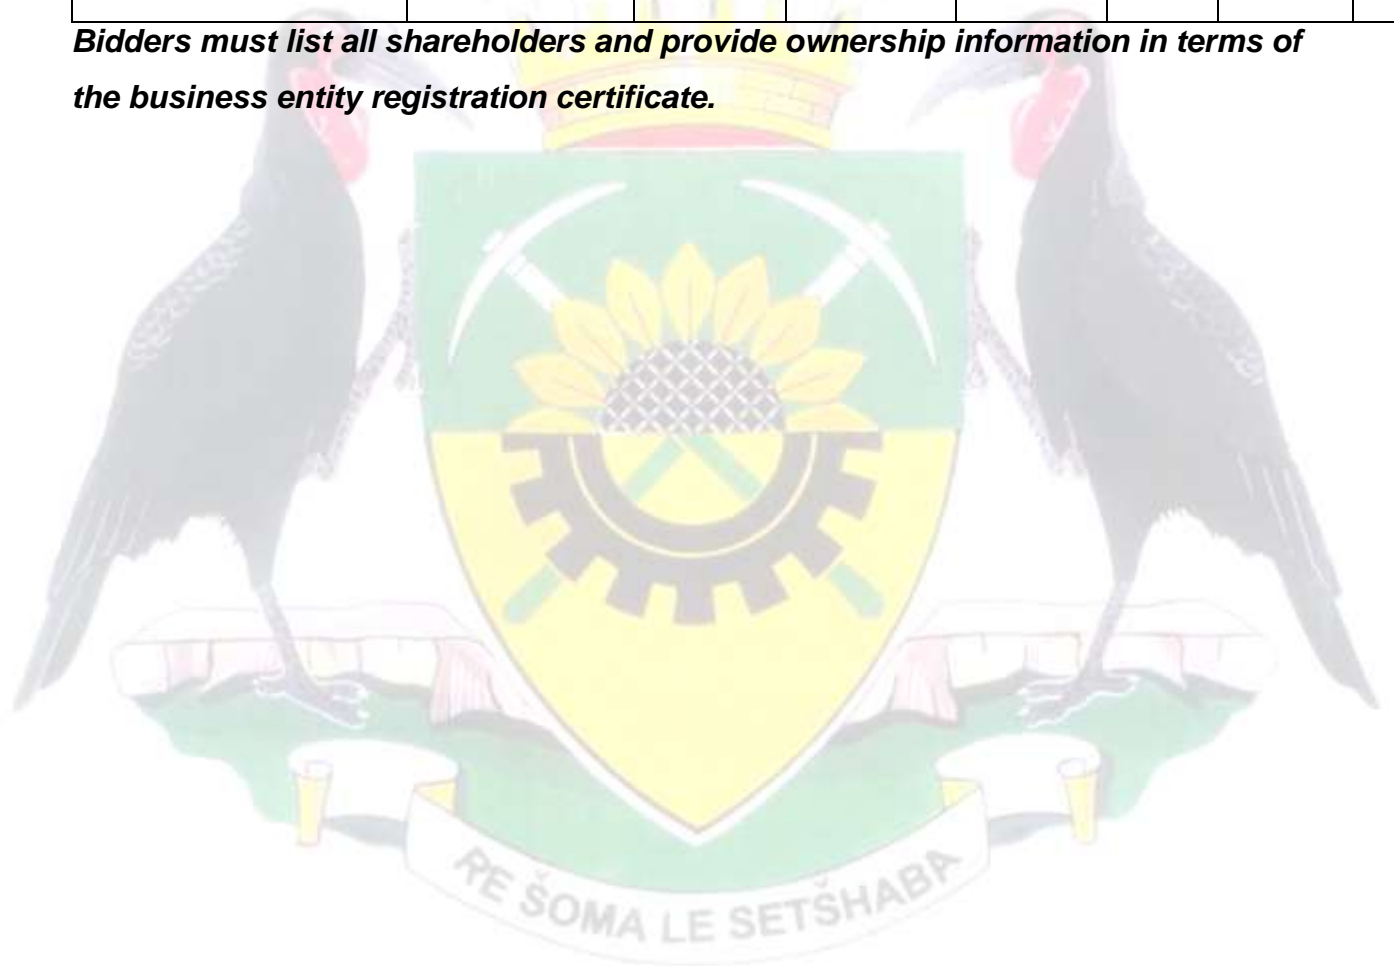 Bidders must list all shareholders and provide ownership information in terms of
the business entity registration certificate.
RE ŠOMA LE SETŠHABA